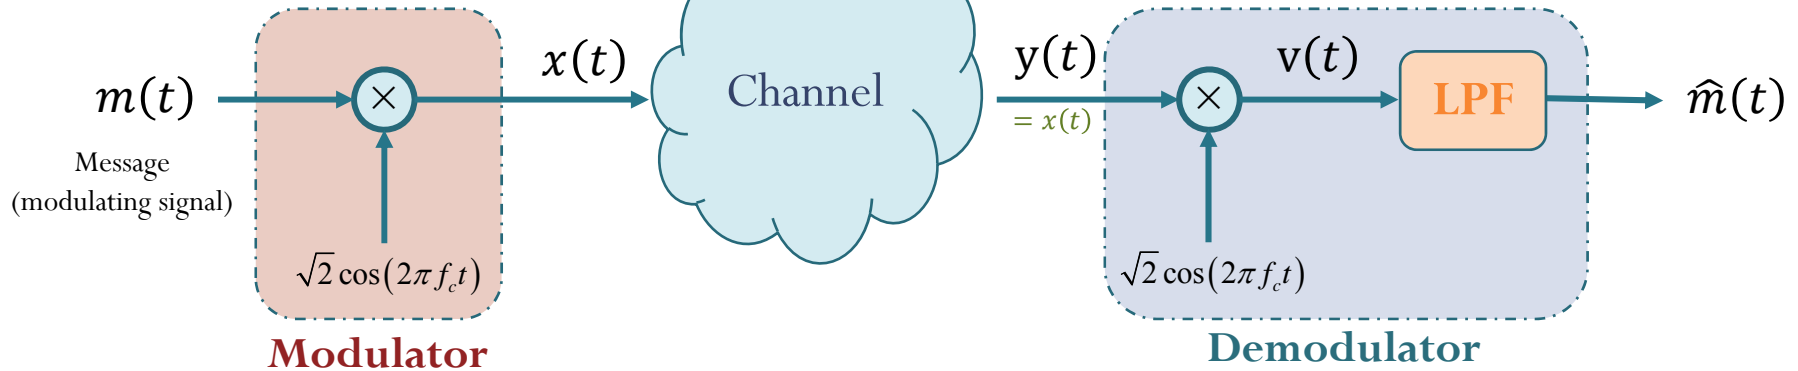 m(t)
Message
(modulating signal)
×
√2 cos(2πf_c t)
Modulator
x(t)
Channel
y(t)
= x(t)
×
√2 cos(2πf_c t)
v(t)
LPF
Demodulator
m̂(t)